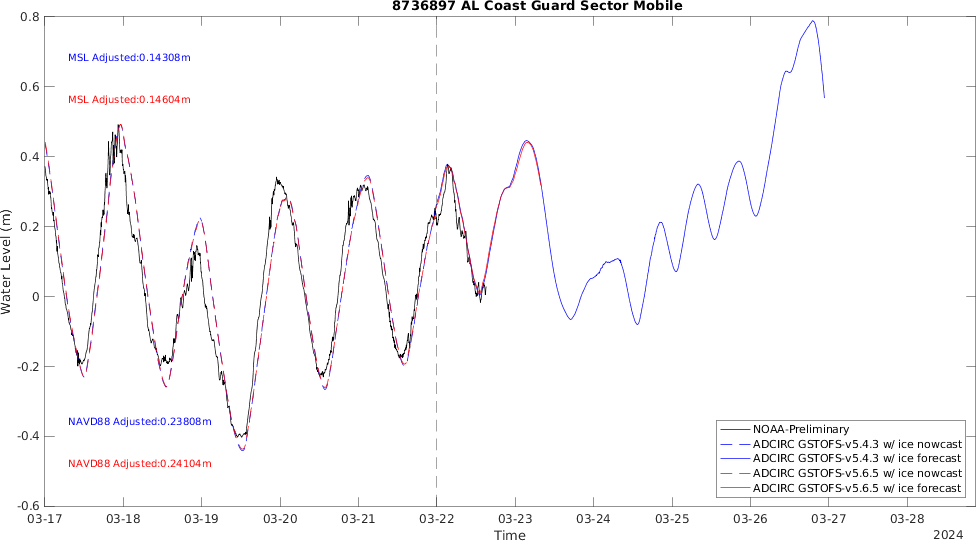 8736897 AL Coast Guard Sector Mobile
0.8
0.6
0.4
0.2
0
-0.2
-0.4
-0.6
Water Level (m)
MSL Adjusted:0.14308m
MSL Adjusted:0.14604m
NAVD88 Adjusted:0.23808m
NAVD88 Adjusted:0.24104m
NOAA-Preliminary
ADCIRC GSTOFS-v5.4.3 w/ ice nowcast
ADCIRC GSTOFS-v5.4.3 w/ ice forecast
ADCIRC GSTOFS-v5.6.5 w/ ice nowcast
ADCIRC GSTOFS-v5.6.5 w/ ice forecast
03-17 03-18 03-19 03-20 03-21 03-22 03-23 03-24 03-25 03-26 03-27 03-28
Time
2024